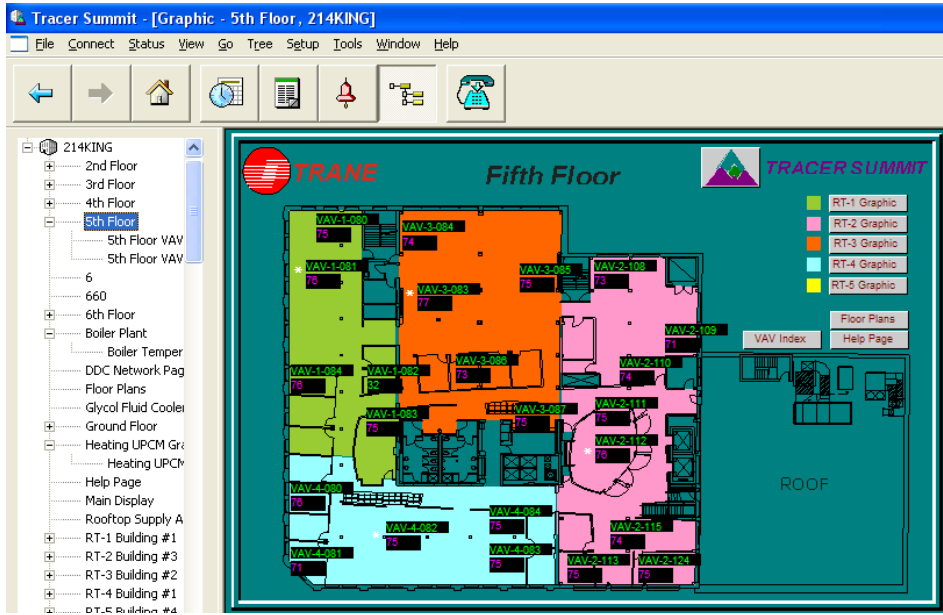 Tracer Summit - [Graphic - 5th Floor, 214KING]
File Connect Status View Go Tree Setup Tools Window Help
214KING
2nd Floor
3rd Floor
4th Floor
5th Floor
5th Floor VAV
5th Floor VAV
6
660
6th Floor
Boiler Plant
Boiler Temper
DDC Network Pag
Floor Plans
Glycol Fluid Cooler
Ground Floor
Heating UPCM Gra
Heating UPCM
Help Page
Main Display
Rooftop Supply A
RT-1 Building #1
RT-2 Building #3
RT-3 Building #2
RT-4 Building #1
RT-5 Building #4
TRANE
Fifth Floor
TRACER SUMMIT
RT-1 Graphic
RT-2 Graphic
RT-3 Graphic
RT-4 Graphic
RT-5 Graphic
Floor Plans
VAV Index Help Page
VAV-1-080
75
VAV-3-084
74
VAV-1-081
76
VAV-3-083
77
VAV-3-085
75
VAV-2-108
73
VAV-2-109
71
VAV-1-084
76
VAV-1-082
32
VAV-3-086
73
VAV-2-110
74
VAV-1-083
75
VAV-3-087
75
VAV-2-111
75
VAV-2-112
76
ROOF
VAV-4-080
76
VAV-4-082
75
VAV-4-084
75
VAV-2-115
74
VAV-4-081
71
VAV-4-083
75
VAV-2-113
75
VAV-2-124
75